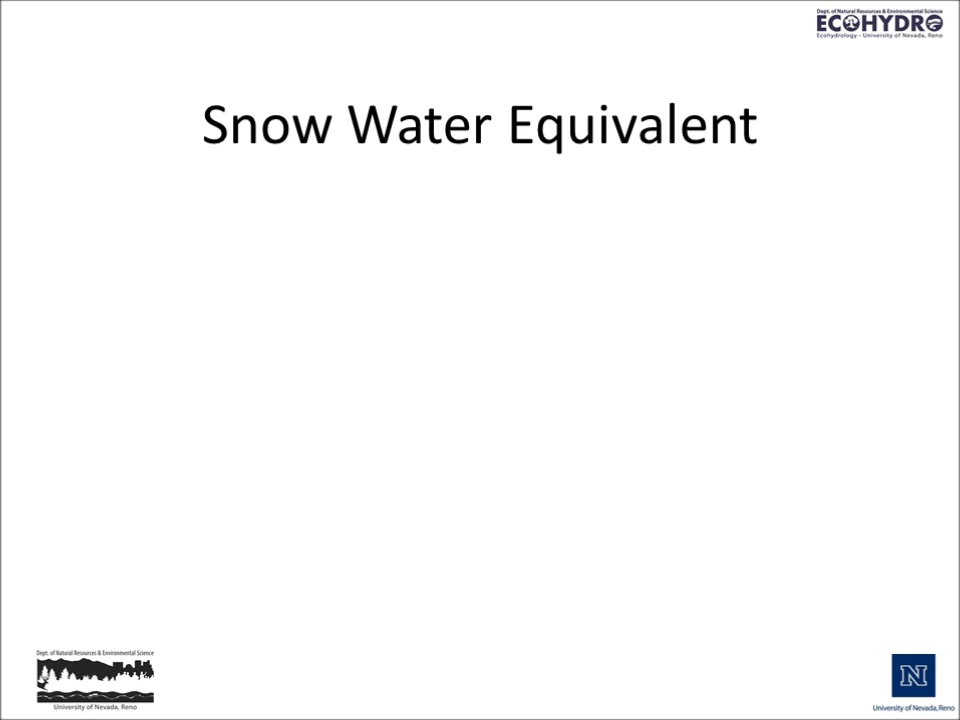 Dept. of Natural Resources & Environmental Science
ECOHYDRO
Ecohydrology - University of Nevada, Reno
Snow Water Equivalent
Dept. of Natural Resources & Environmental Science
University of Nevada, Reno
N
University of Nevada, Reno